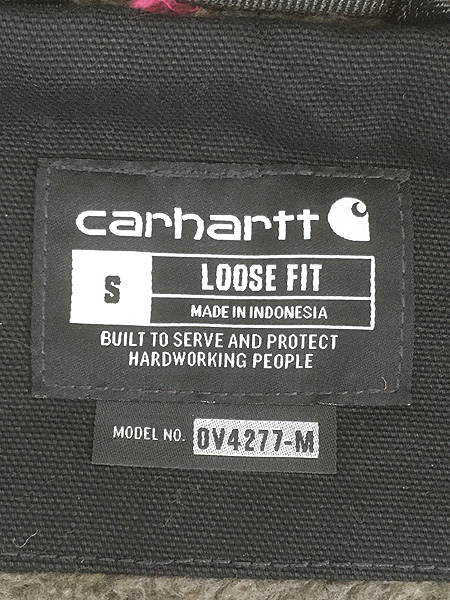 carhartt
S
LOOSE FIT
MADE IN INDONESIA
BUILT TO SERVE AND PROTECT
HARDWORKING PEOPLE
MODEL NO. OV4277-M